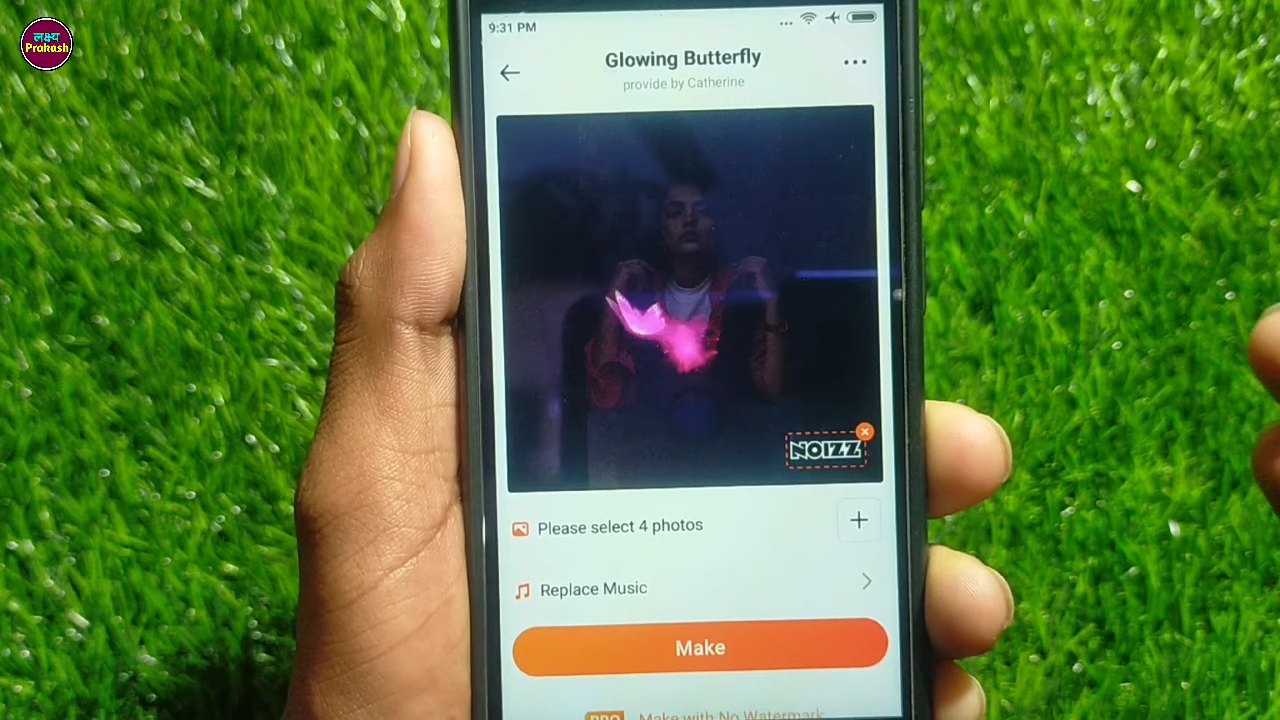 लक्ष्य
Prakash
9:31 PM
Glowing Butterfly
provide by Catherine
NOIZZ
Please select 4 photos
Replace Music
Make
PRO Make with No Watermark